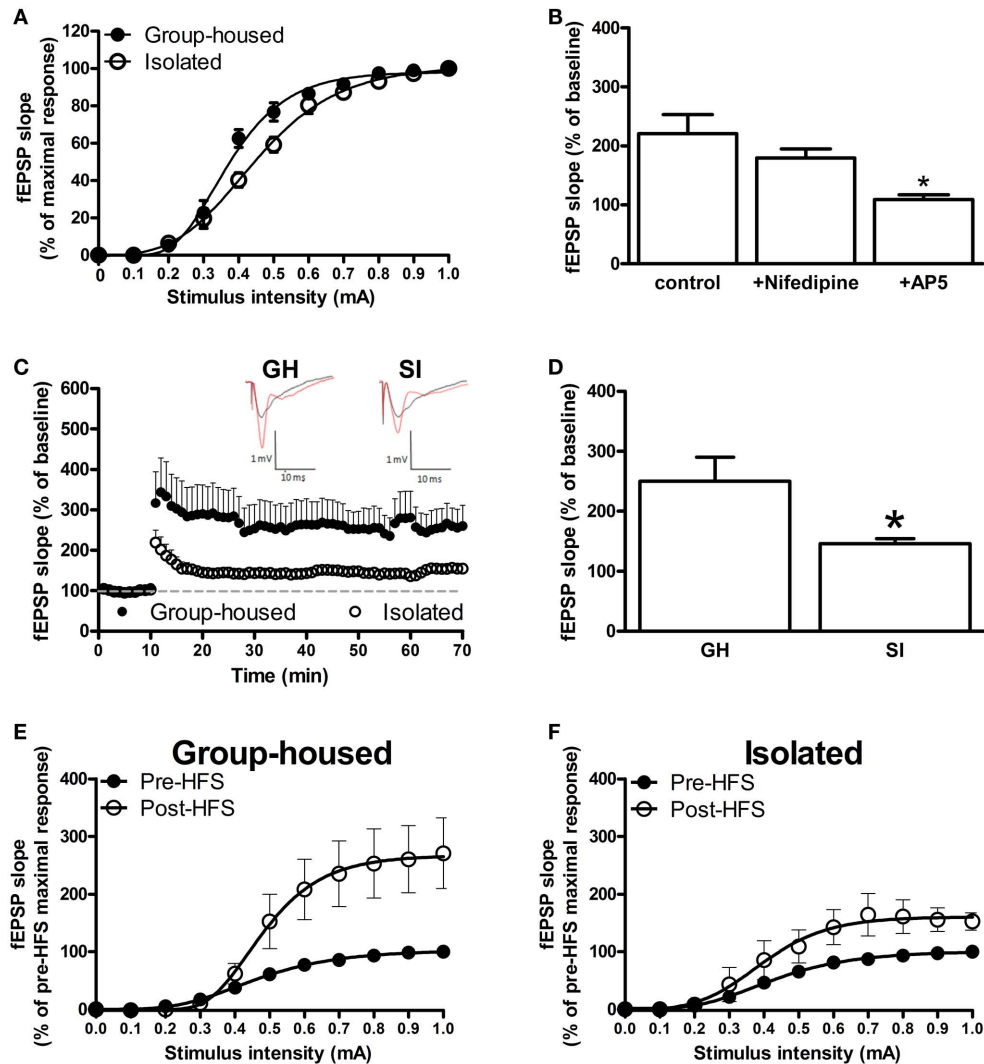 A
Group-housed
Isolated
fEPSP slope
(% of maximal response)
120
100
80
60
40
20
0
0 0.1 0.2 0.3 0.4 0.5 0.6 0.7 0.8 0.9 1.0
Stimulus intensity (mA)
B
fEPSP slope (% of baseline)
400
300
200
100
0
control +Nifedipine +AP5
*
C
GH SI
1 mV
10 ms
1 mV
10 ms
fEPSP slope (% of baseline)
600
500
400
300
200
100
0
Group-housed Isolated
0 10 20 30 40 50 60 70
Time (min)
D
fEPSP slope (% of baseline)
400
300
200
100
0
*
GH SI
E
Group-housed
Pre-HFS
Post-HFS
fEPSP slope
(% of pre-HFS maximal response)
400
300
200
100
0
0.0 0.1 0.2 0.3 0.4 0.5 0.6 0.7 0.8 0.9 1.0
Stimulus intensity (mA)
F
Isolated
Pre-HFS
Post-HFS
fEPSP slope
(% of pre-HFS maximal response)
400
300
200
100
0
0.0 0.1 0.2 0.3 0.4 0.5 0.6 0.7 0.8 0.9 1.0
Stimulus intensity (mA)